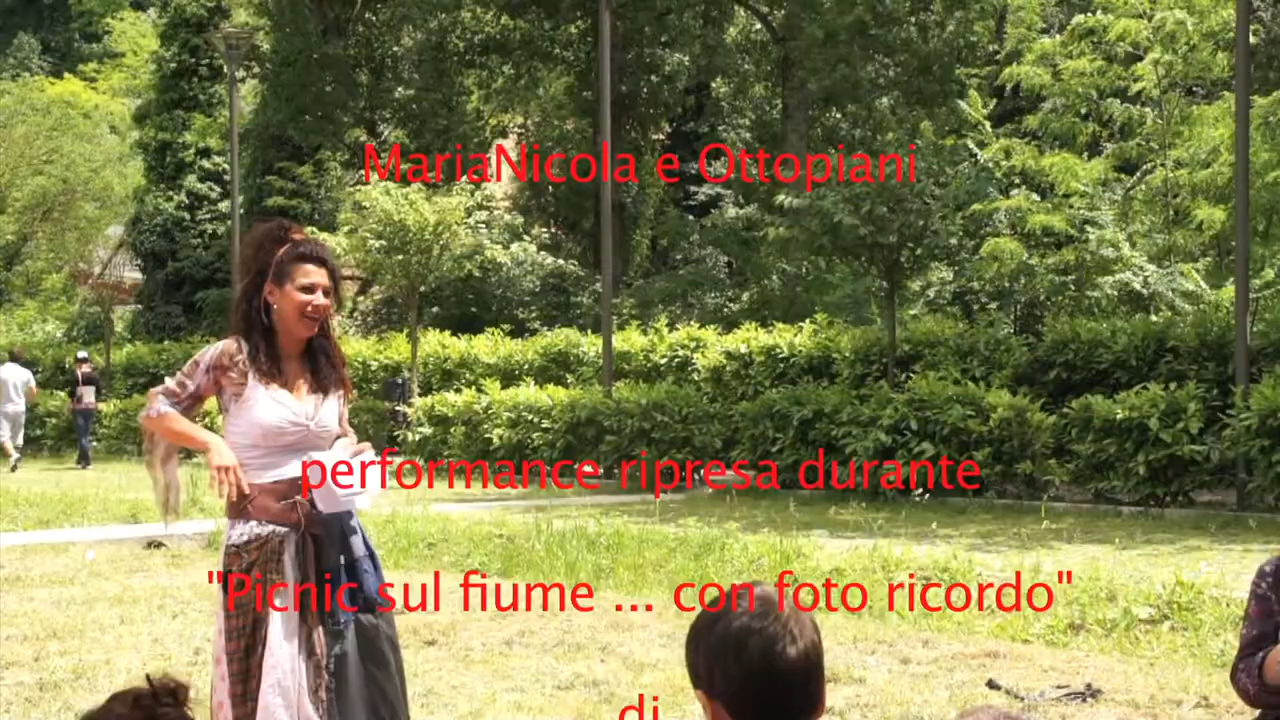 MariaNicola e Ottopiani
performance ripresa durante
"Picnic sul fiume ... con foto ricordo"
di